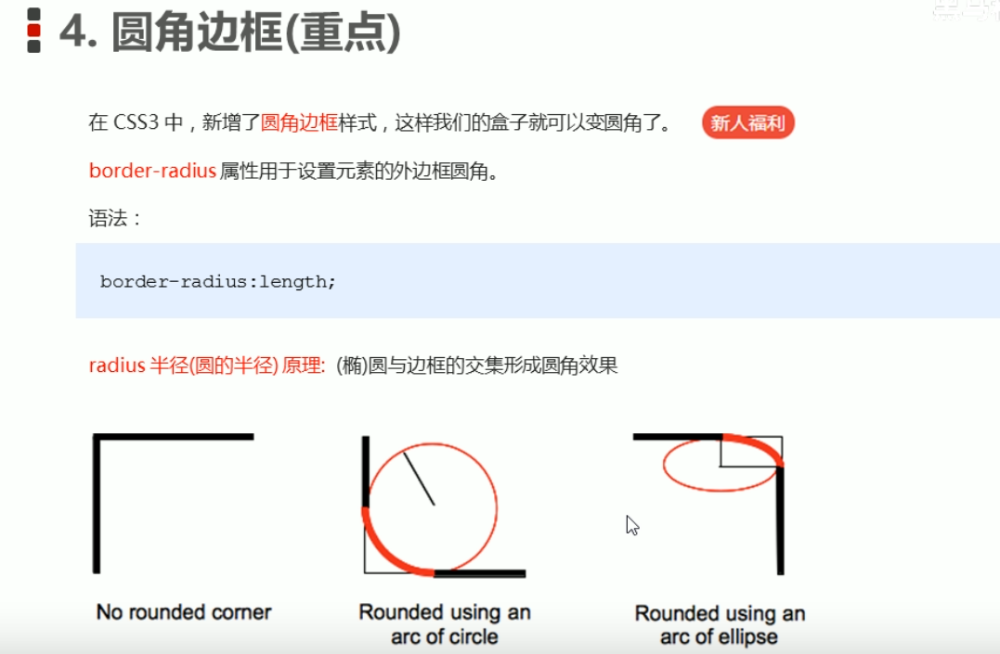 4. 圆角边框(重点)
在 CSS3 中，新增了圆角边框样式，这样我们的盒子就可以变圆角了。 新人福利
border-radius 属性用于设置元素的外边框圆角。
语法：
border-radius:length;
radius 半径(圆的半径) 原理: (椭)圆与边框的交集形成圆角效果
No rounded corner
Rounded using an
arc of circle
Rounded using an
arc of ellipse